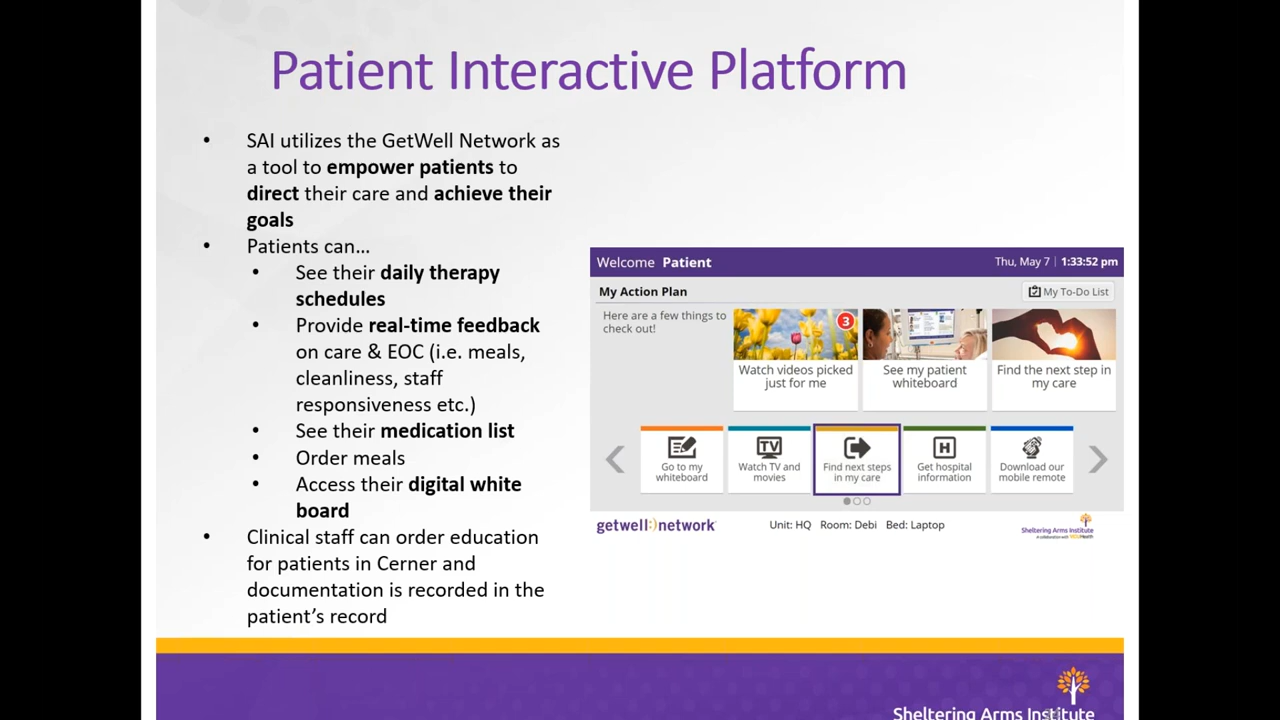 Patient Interactive Platform
• SAI utilizes the GetWell Network as
a tool to empower patients to
direct their care and achieve their
goals
• Patients can...
• See their daily therapy
schedules
• Provide real-time feedback
on care & EOC (i.e. meals,
cleanliness, staff
responsiveness etc.)
• See their medication list
• Order meals
• Access their digital white
board
• Clinical staff can order education
for patients in Cerner and
documentation is recorded in the
patient's record
Welcome Patient
Thu, May 7 | 1:33:52 pm
My Action Plan
My To-Do List
Here are a few things to
check out!
3
Watch videos picked
just for me
See my patient
whiteboard
Find the next step in
my care
Go to my
whiteboard
TV
Watch TV and
movies
Find next steps
in my care
H
Get hospital
information
Download our
mobile remote
getwell:)network
Unit: HQ Room: Debi Bed: Laptop
Sheltering Arms Institute
A collaboration with VCU Health
Sheltering Arms Institute